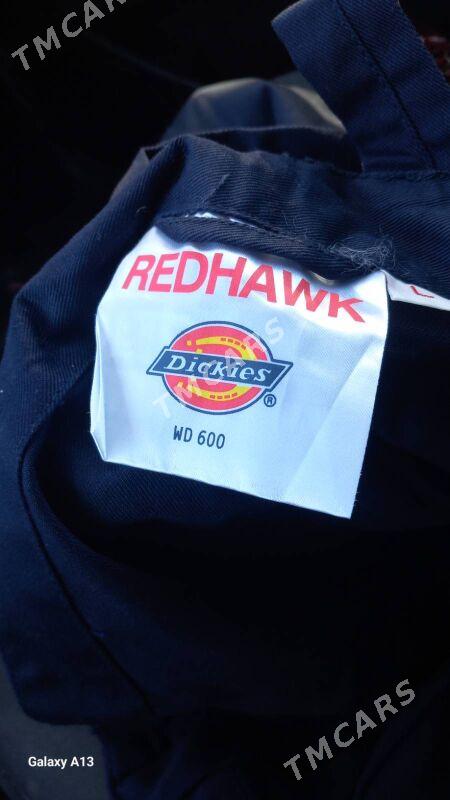 TMCARS
REDHAWK
L
TMCARS
Dickies
®
WD 600
TMCARS
Galaxy A13